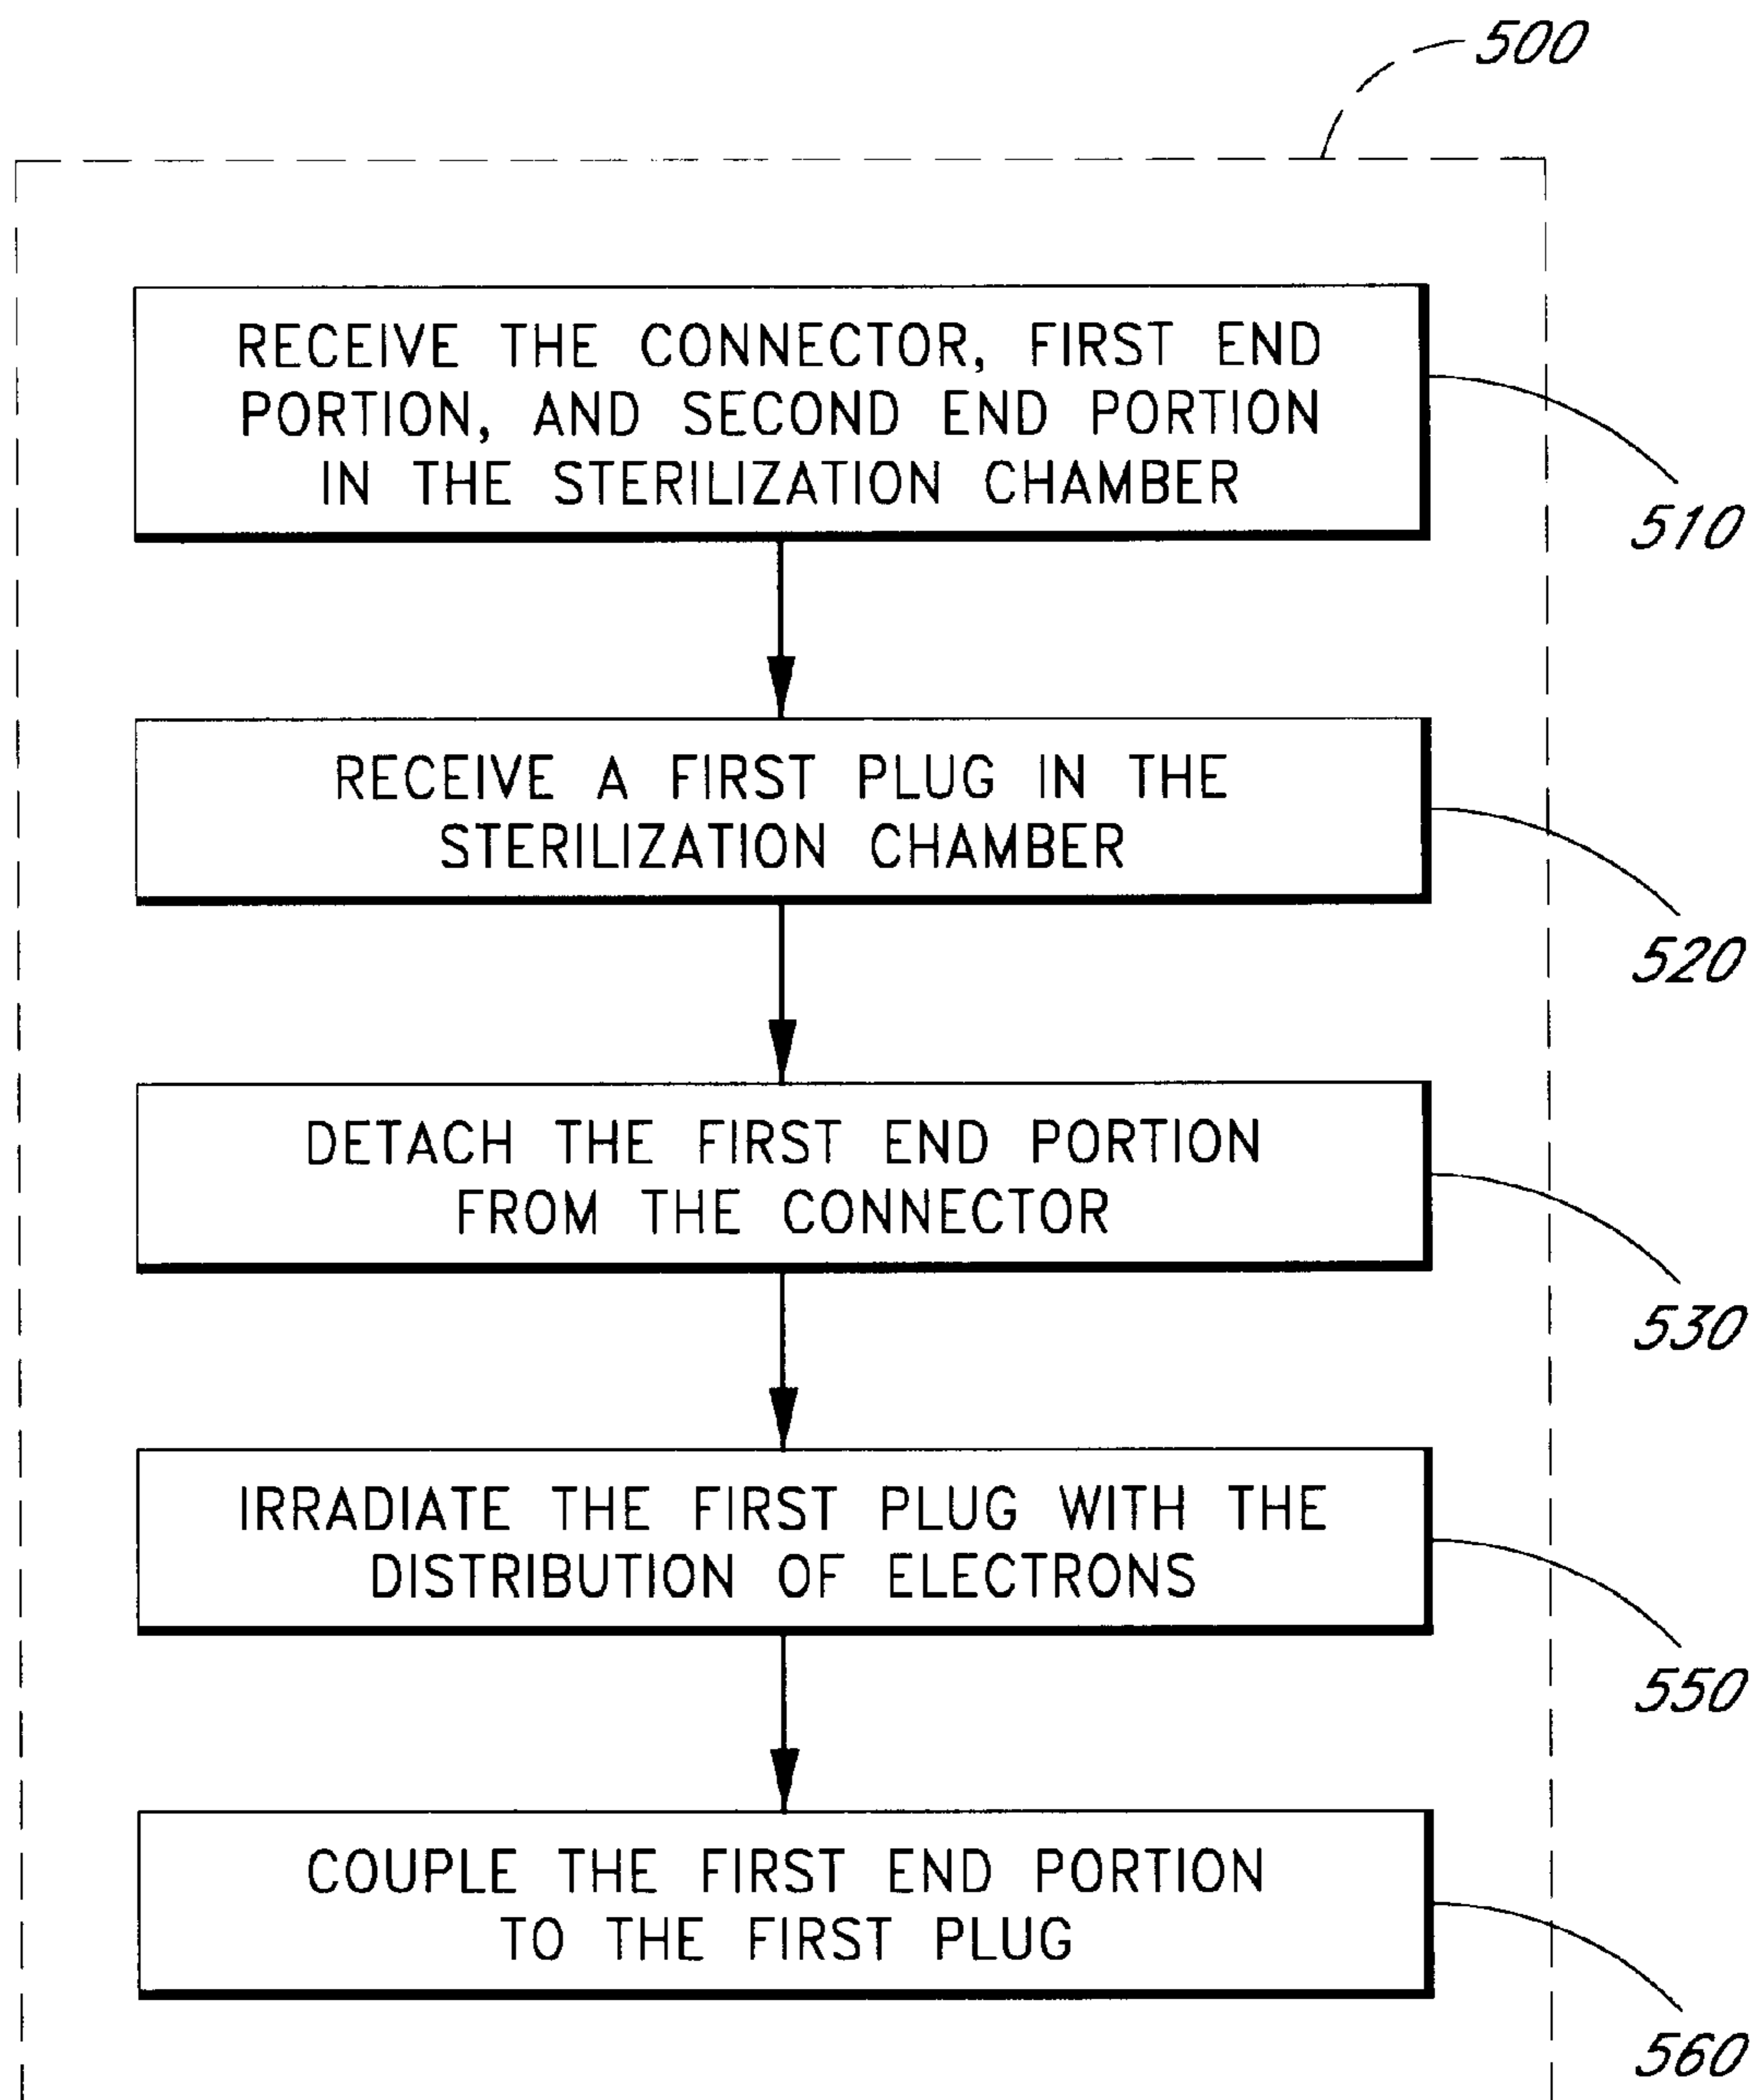 500
RECEIVE THE CONNECTOR, FIRST END
PORTION, AND SECOND END PORTION
IN THE STERILIZATION CHAMBER
510
RECEIVE A FIRST PLUG IN THE
STERILIZATION CHAMBER
520
DETACH THE FIRST END PORTION
FROM THE CONNECTOR
530
IRRADIATE THE FIRST PLUG WITH THE
DISTRIBUTION OF ELECTRONS
550
COUPLE THE FIRST END PORTION
TO THE FIRST PLUG
560